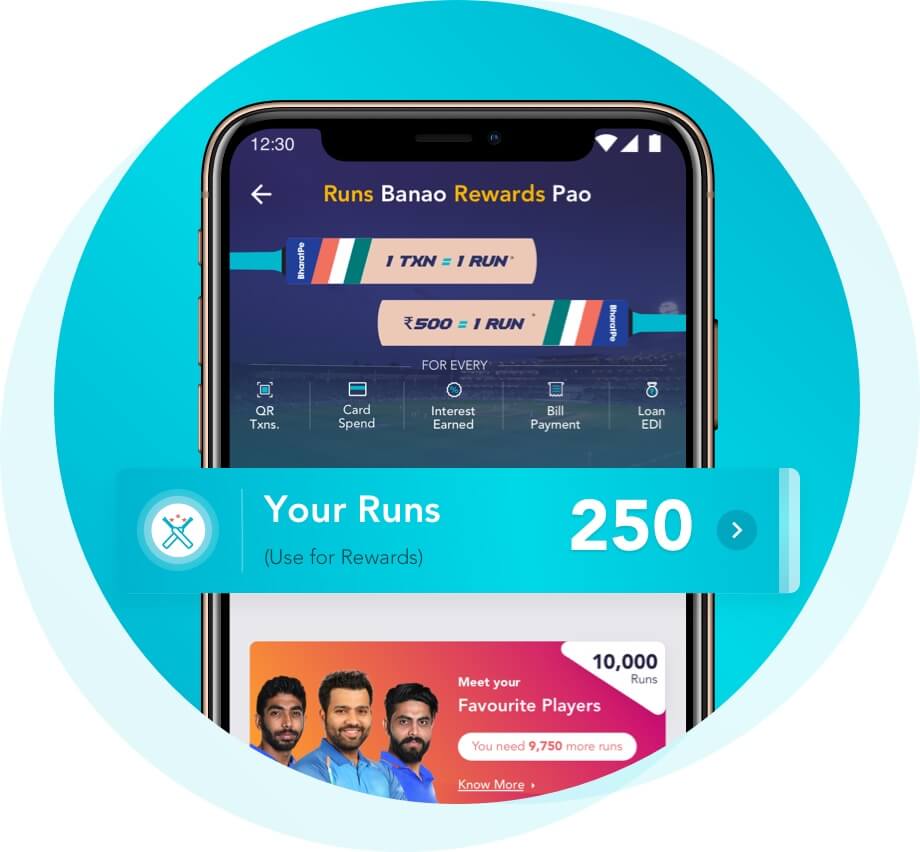 12:30
Runs Banao Rewards Pao
BharatPe
1 TXN = 1 RUN*
₹500 = 1 RUN *
BharatPe
FOR EVERY
QR
Txns.
Card
Spend
Interest
Earned
Bill
Payment
Loan
EDI
Your Runs
(Use for Rewards)
250
10,000
Runs
Meet your
Favourite Players
You need 9,750 more runs
Know More